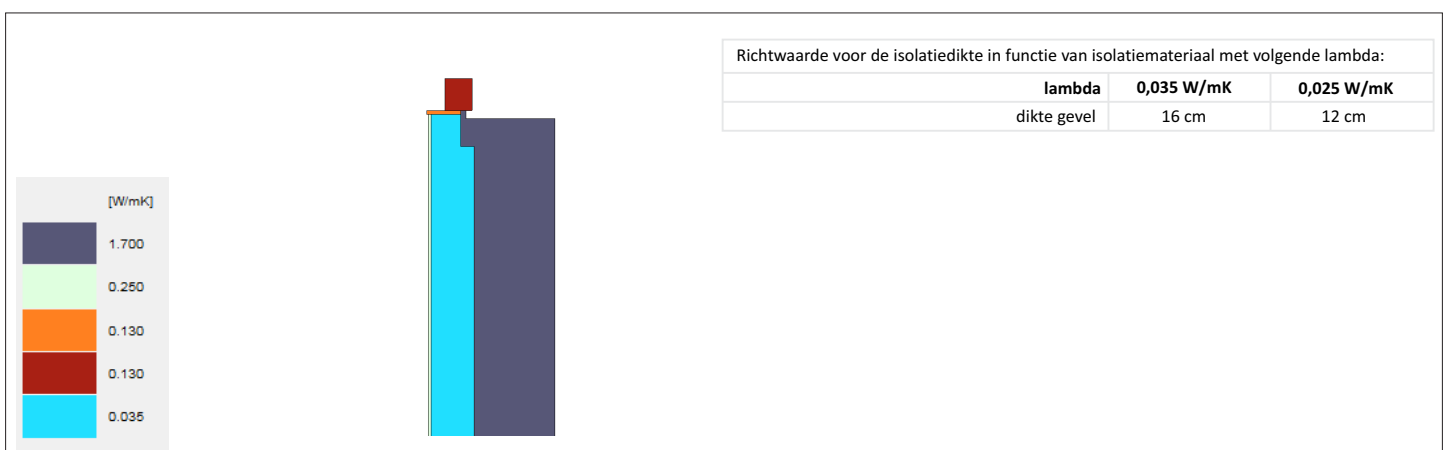 Richtwaarde voor de isolatiedikte in functie van isolatiemateriaal met volgende lambda:
lambda 0,035 W/mK 0,025 W/mK
dikte gevel 16 cm 12 cm
[W/mK]
1.700
0.250
0.130
0.130
0.035